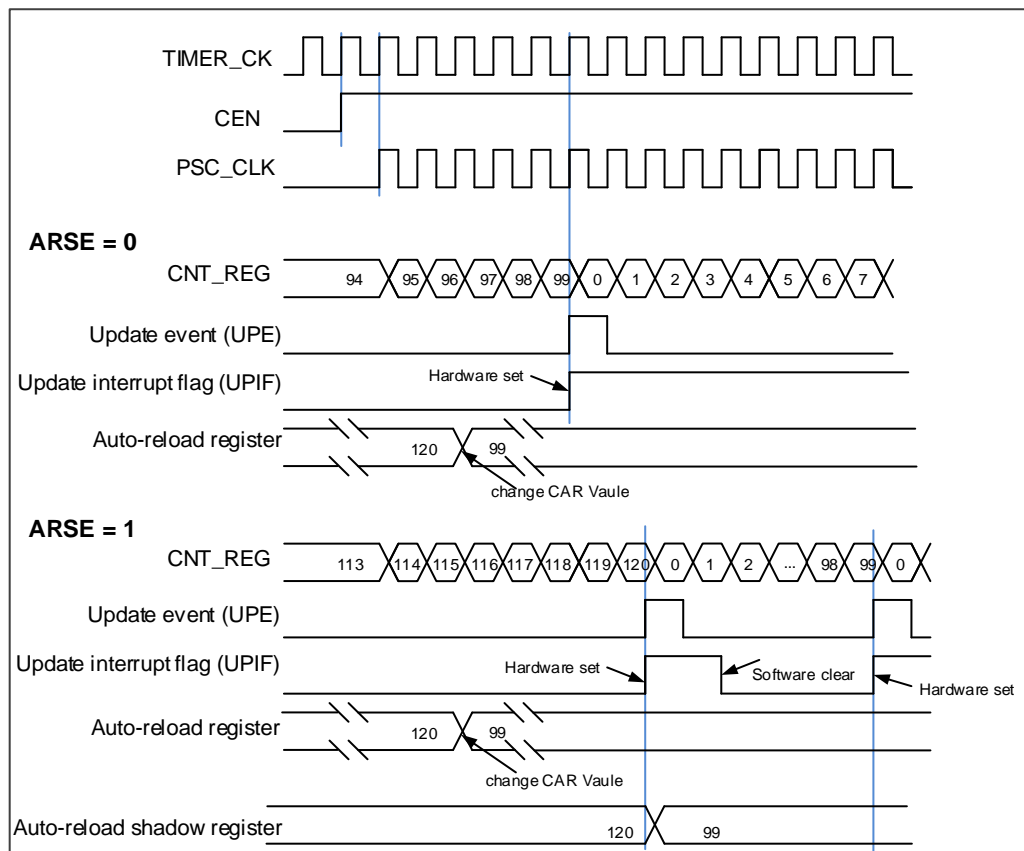 TIMER_CK
CEN
PSC_CLK
ARSE = 0
CNT_REG 94 95 96 97 98 99 0 1 2 3 4 5 6 7
Update event (UPE)
Update interrupt flag (UPIF) Hardware set
Auto-reload register 120 99
change CAR Vaule
ARSE = 1
CNT_REG 113 114 115 116 117 118 119 120 0 1 2 ... 98 99 0
Update event (UPE)
Update interrupt flag (UPIF) Hardware set Software clear Hardware set
Auto-reload register 120 99
change CAR Vaule
Auto-reload shadow register 120 99